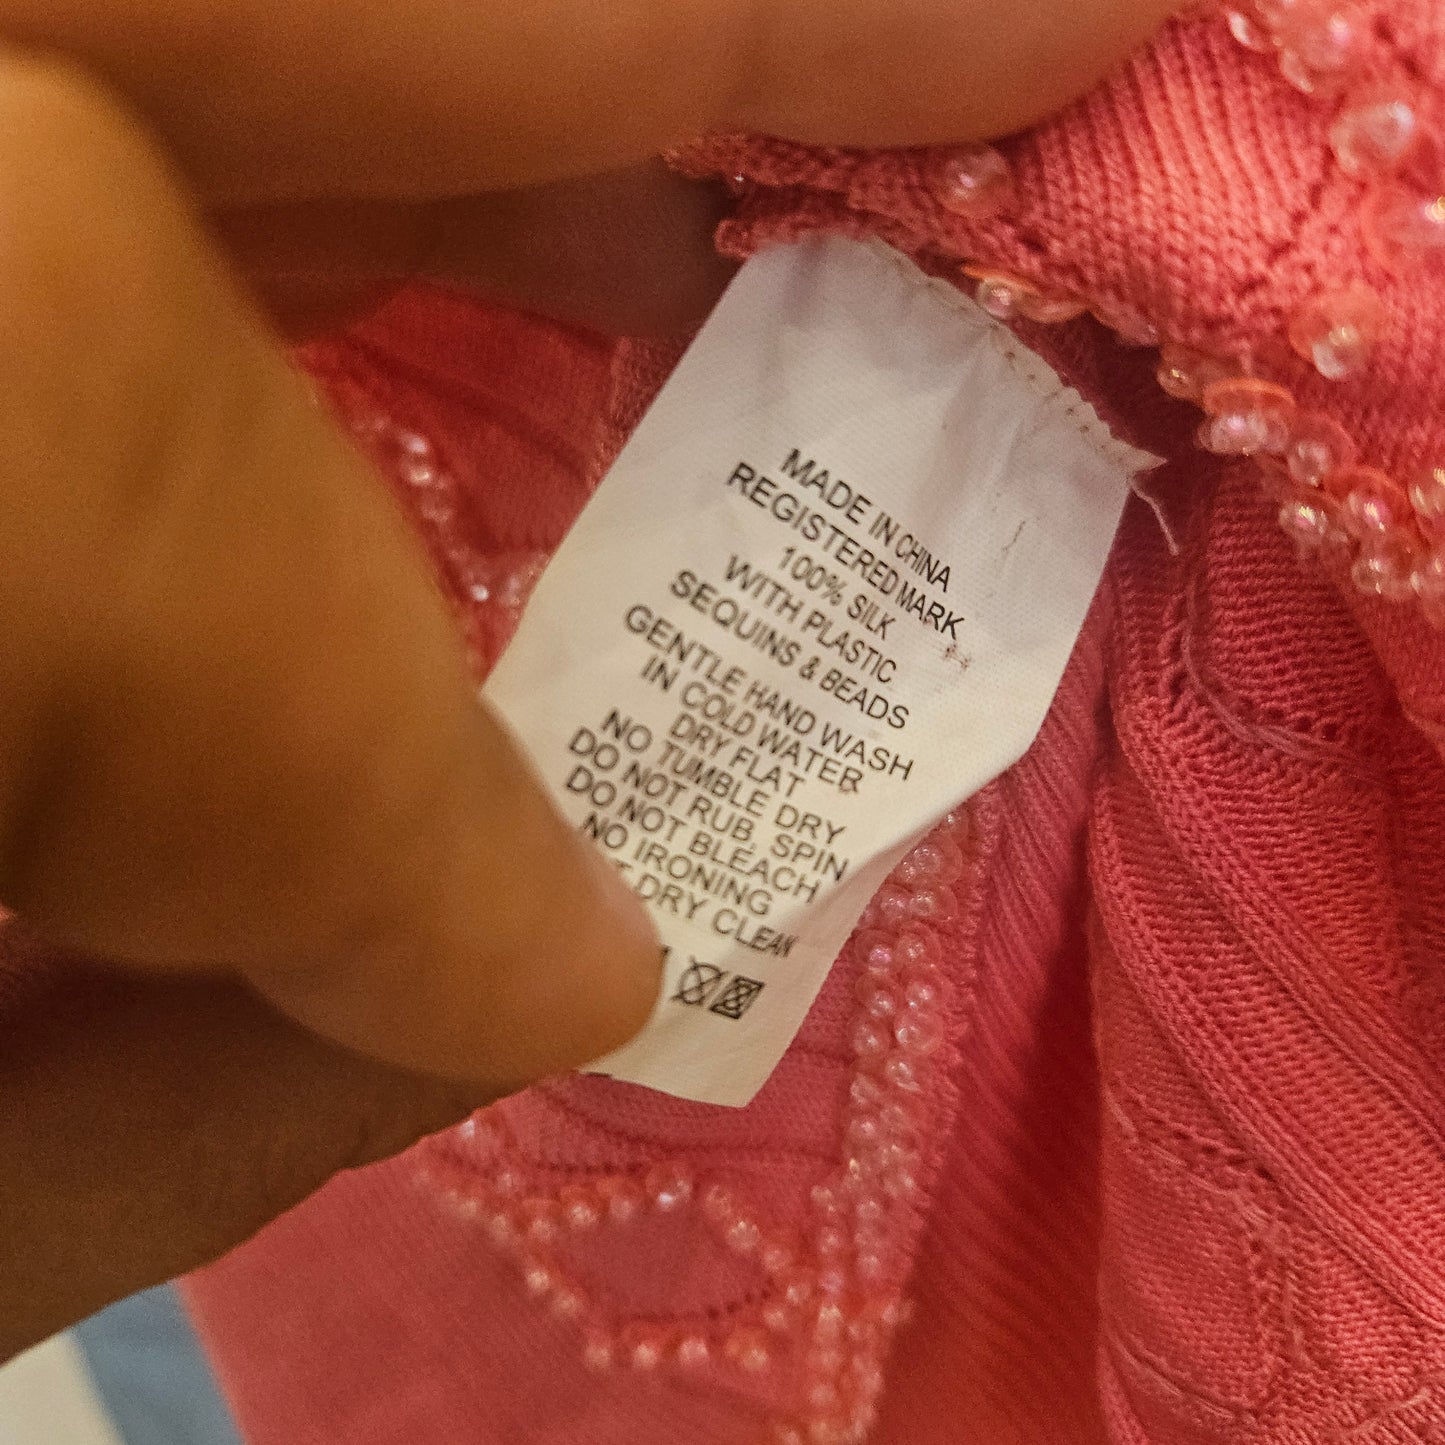 MADE IN CHINA
REGISTERED MARK
100% SILK
WITH PLASTIC
SEQUINS & BEADS
GENTLE HAND WASH
IN COLD WATER
DRY FLAT
NO TUMBLE DRY
DO NOT RUB, SPIN
DO NOT BLEACH
NO IRONING
DRY CLEAN